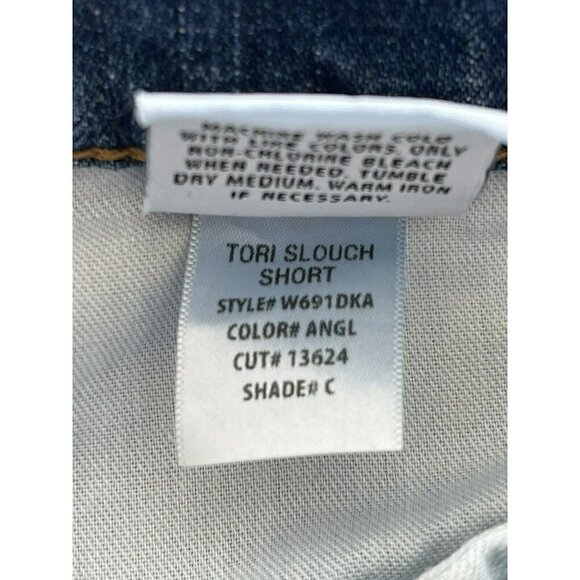 MACHINE WASH COLD
WITH LIKE COLORS. ONLY
NON-CHLORINE BLEACH
WHEN NEEDED. TUMBLE
DRY MEDIUM. WARM IRON
IF NECESSARY.
TORI SLOUCH
SHORT
STYLE# W691DKA
COLOR# ANGL
CUT# 13624
SHADE# C